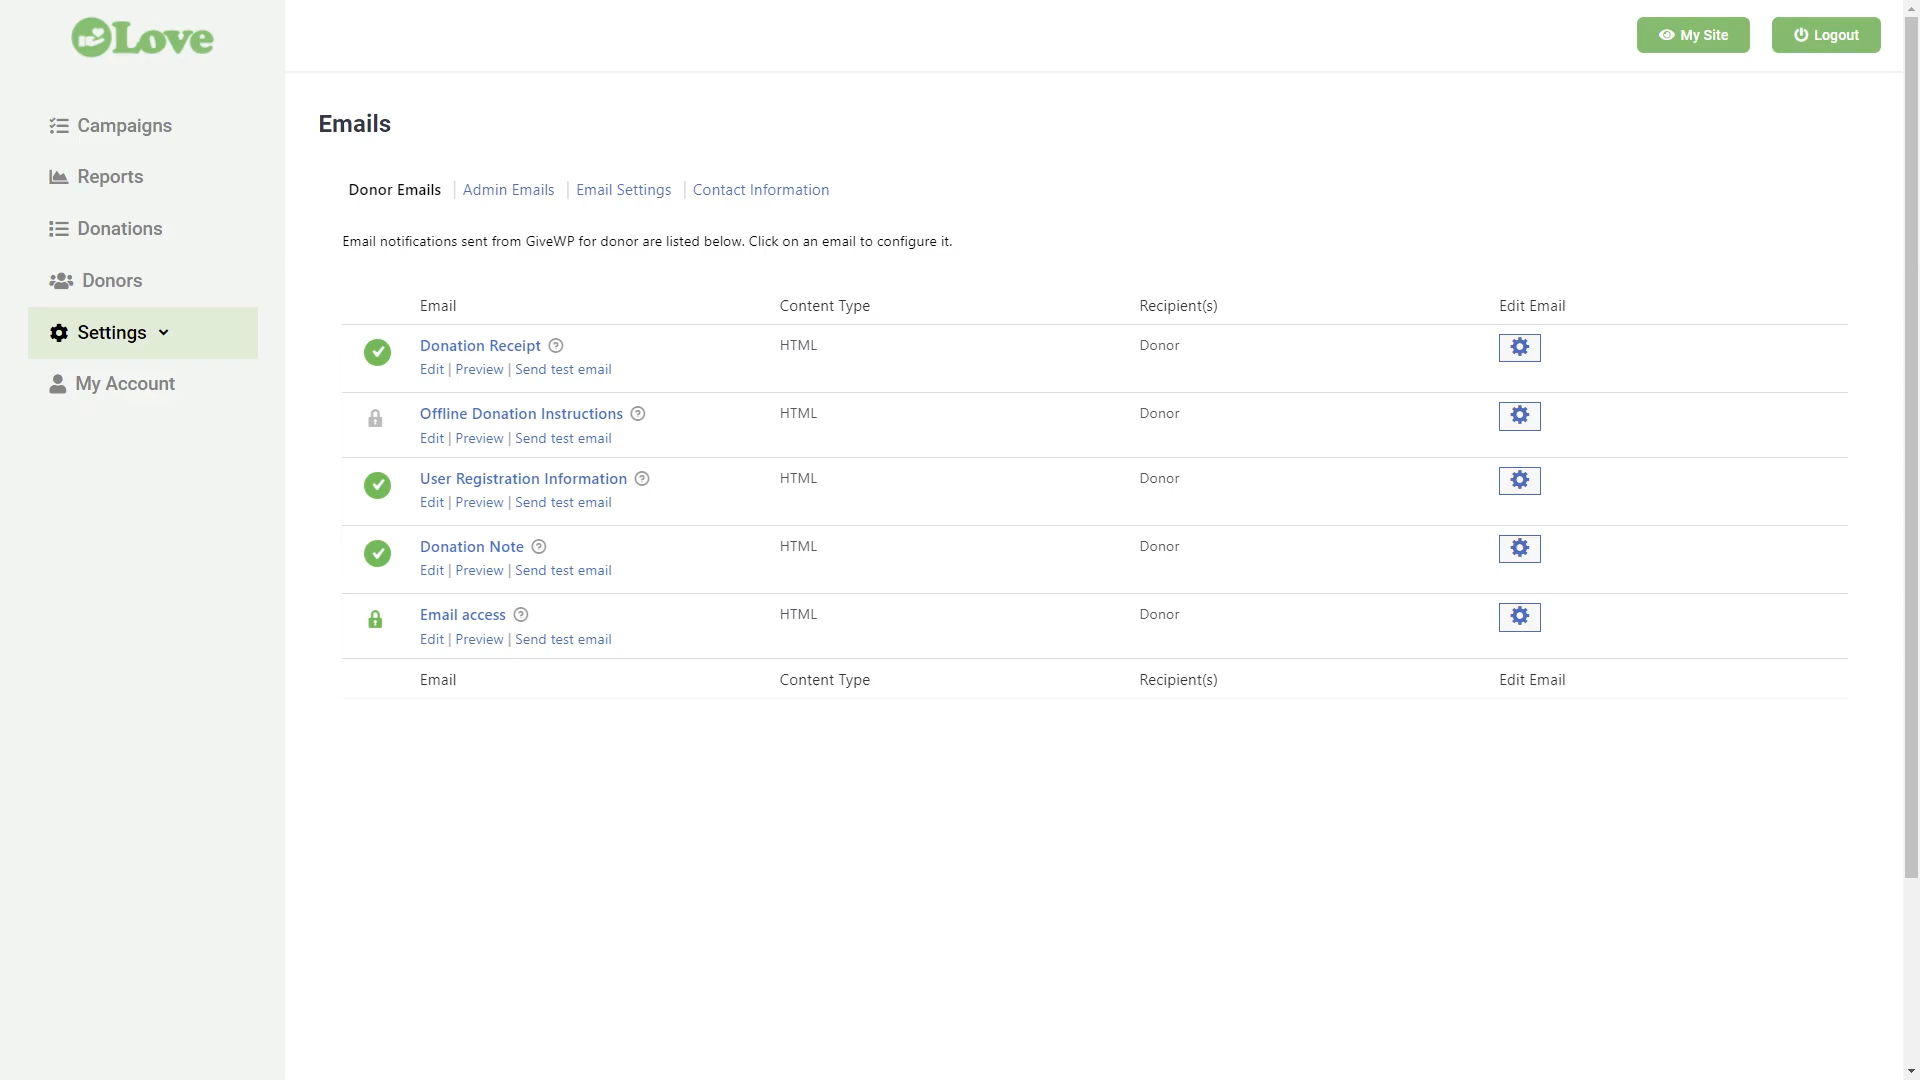 Love
My Site
Logout
Campaigns
Reports
Donations
Donors
Settings
My Account
Emails
Donor Emails | Admin Emails | Email Settings | Contact Information
Email notifications sent from GiveWP for donor are listed below. Click on an email to configure it.
Email Content Type Recipient(s) Edit Email
Donation Receipt ? HTML Donor
Edit | Preview | Send test email
Offline Donation Instructions ? HTML Donor
Edit | Preview | Send test email
User Registration Information ? HTML Donor
Edit | Preview | Send test email
Donation Note ? HTML Donor
Edit | Preview | Send test email
Email access ? HTML Donor
Edit | Preview | Send test email
Email Content Type Recipient(s) Edit Email